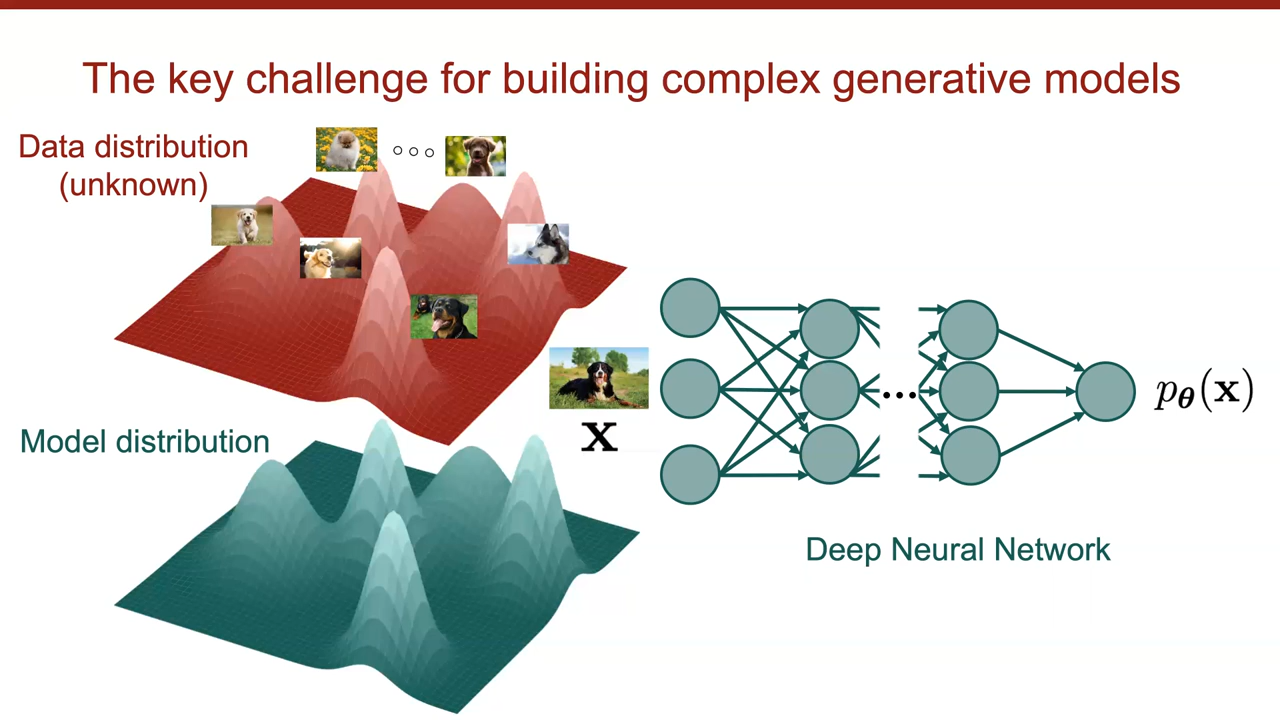 The key challenge for building complex generative models
Data distribution
(unknown)
Model distribution
x
...
pθ(x)
Deep Neural Network